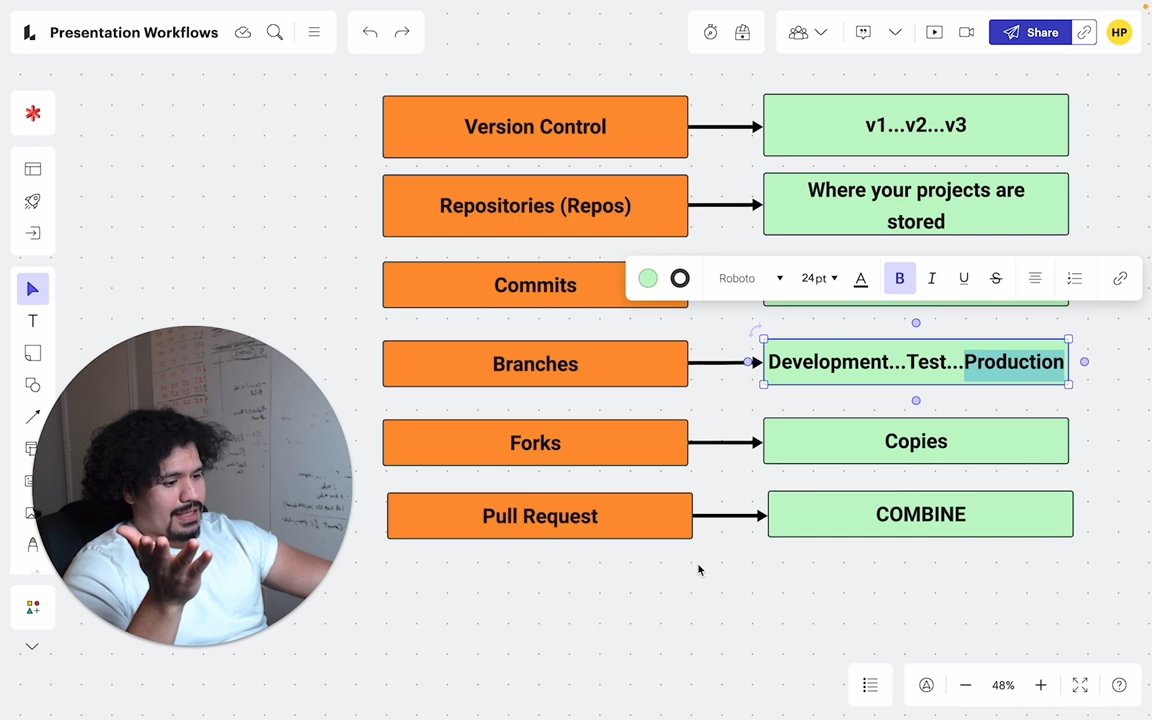 Presentation Workflows
Share
HP
Version Control
v1...v2...v3
Repositories (Repos)
Where your projects are
stored
Roboto
24pt
A
B
I
U
S
Commits
Branches
Development...Test...Production
Forks
Copies
Pull Request
COMBINE
T
48%